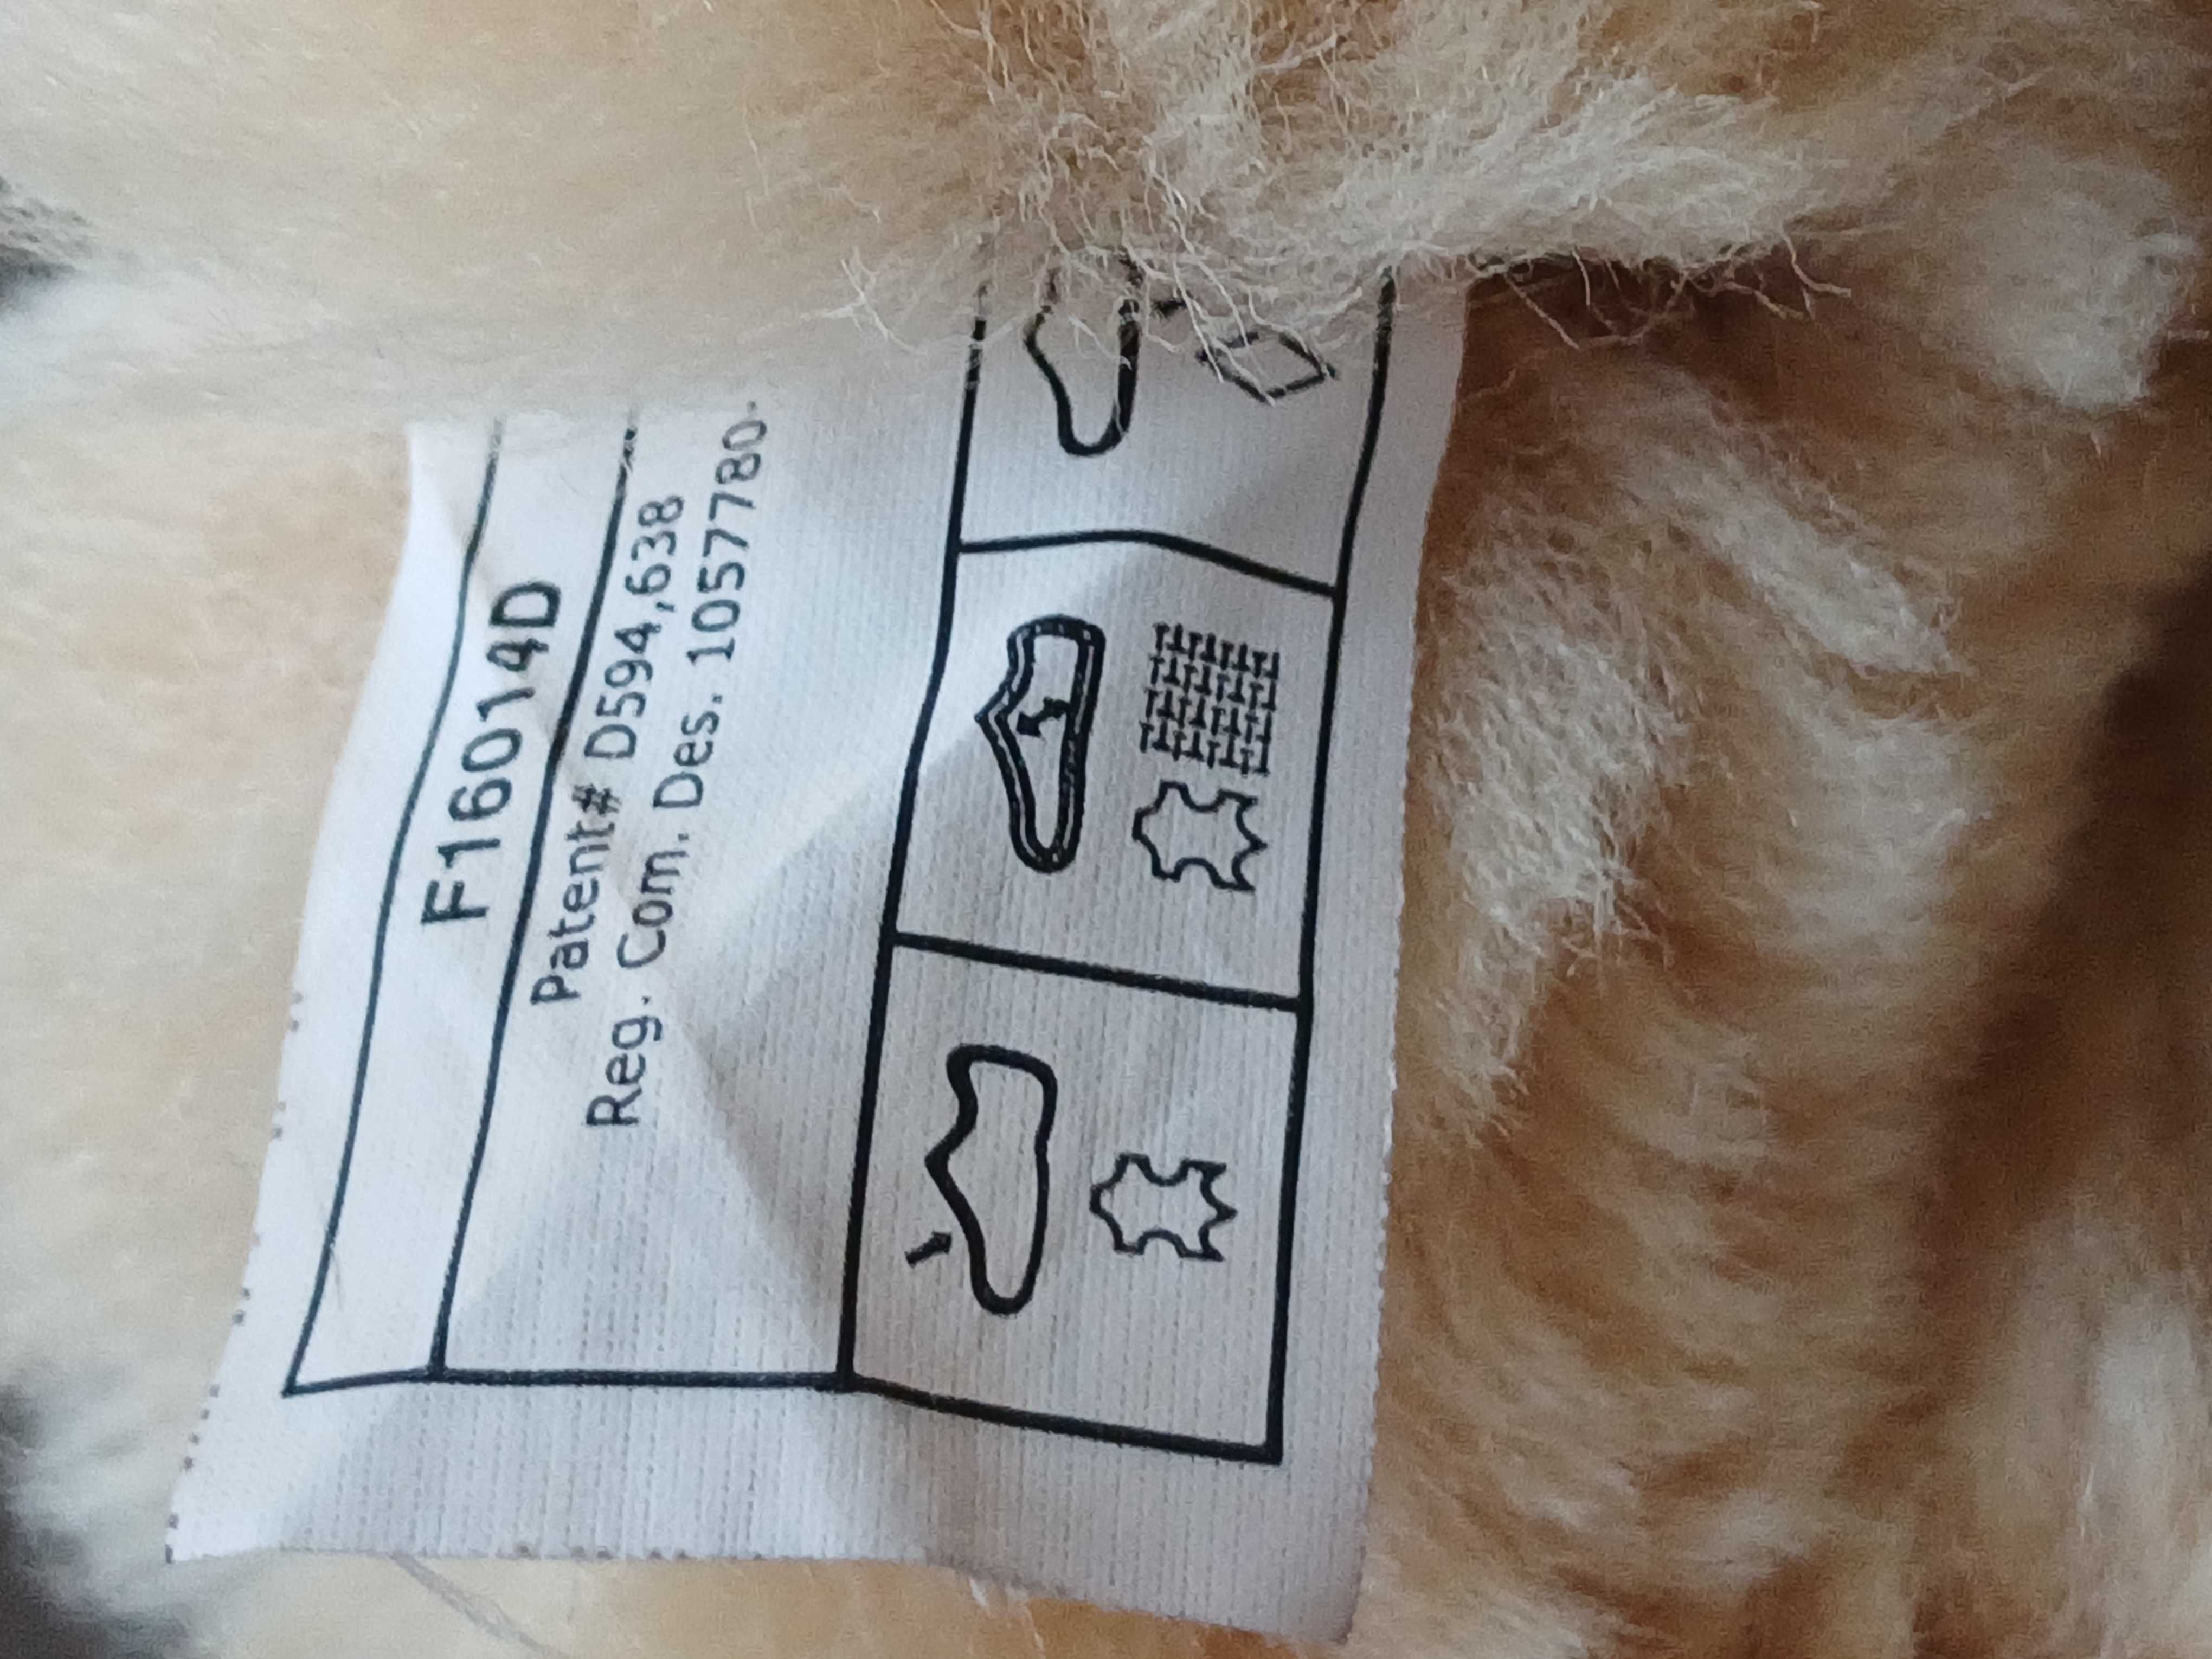 F16014D
Patent# D594,638
Reg. Com. Des. 1057780-